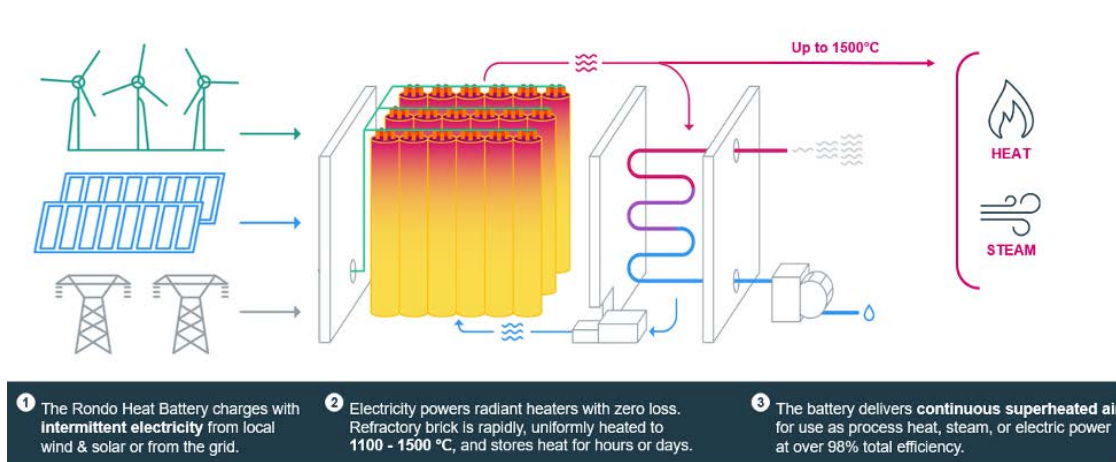 Up to 1500°C
HEAT
STEAM
1 The Rondo Heat Battery charges with
intermittent electricity from local
wind & solar or from the grid.
2 Electricity powers radiant heaters with zero loss.
Refractory brick is rapidly, uniformly heated to
1100 - 1500 °C, and stores heat for hours or days.
3 The battery delivers continuous superheated air
for use as process heat, steam, or electric power
at over 98% total efficiency.